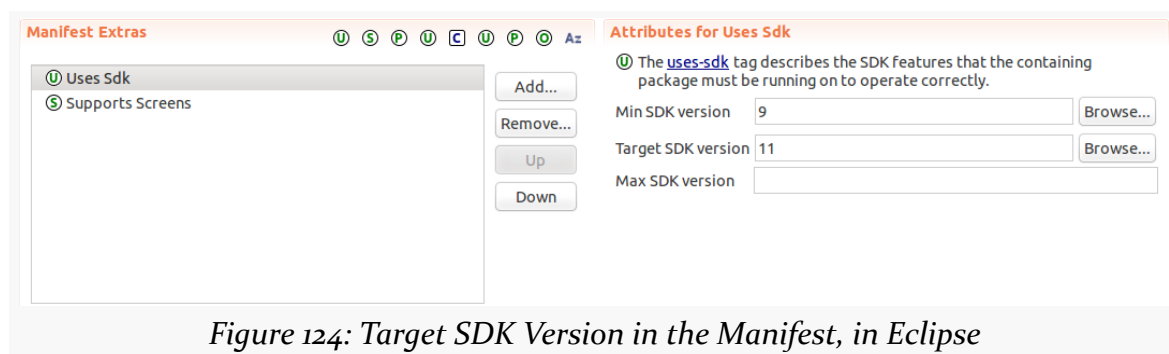 Manifest Extras
U S P U C U P O Az
Uses Sdk
Supports Screens
Add...
Remove...
Up
Down
Attributes for Uses Sdk
U The uses-sdk tag describes the SDK features that the containing
package must be running on to operate correctly.
Min SDK version 9 Browse...
Target SDK version 11 Browse...
Max SDK version
Figure 124: Target SDK Version in the Manifest, in Eclipse